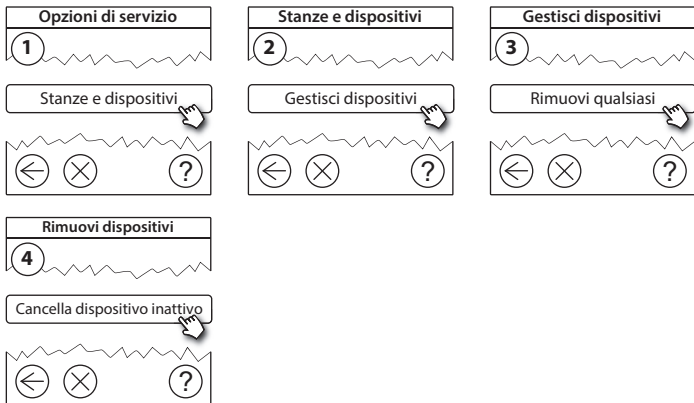 Opzioni di servizio
1
Stanze e dispositivi
?
Stanze e dispositivi
2
Gestisci dispositivi
?
Gestisci dispositivi
3
Rimuovi qualsiasi
?
Rimuovi dispositivi
4
Cancella dispositivo inattivo
?